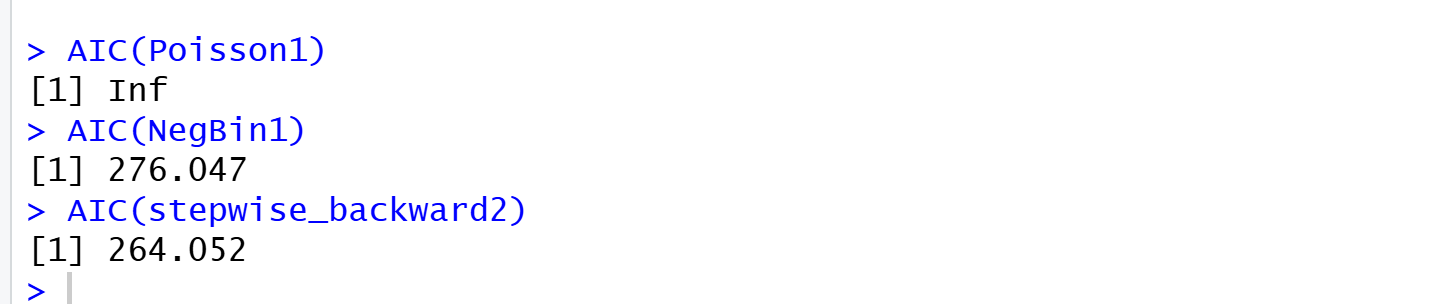 > AIC(Poisson1)
[1] Inf
> AIC(NegBin1)
[1] 276.047
> AIC(stepwise_backward2)
[1] 264.052
>